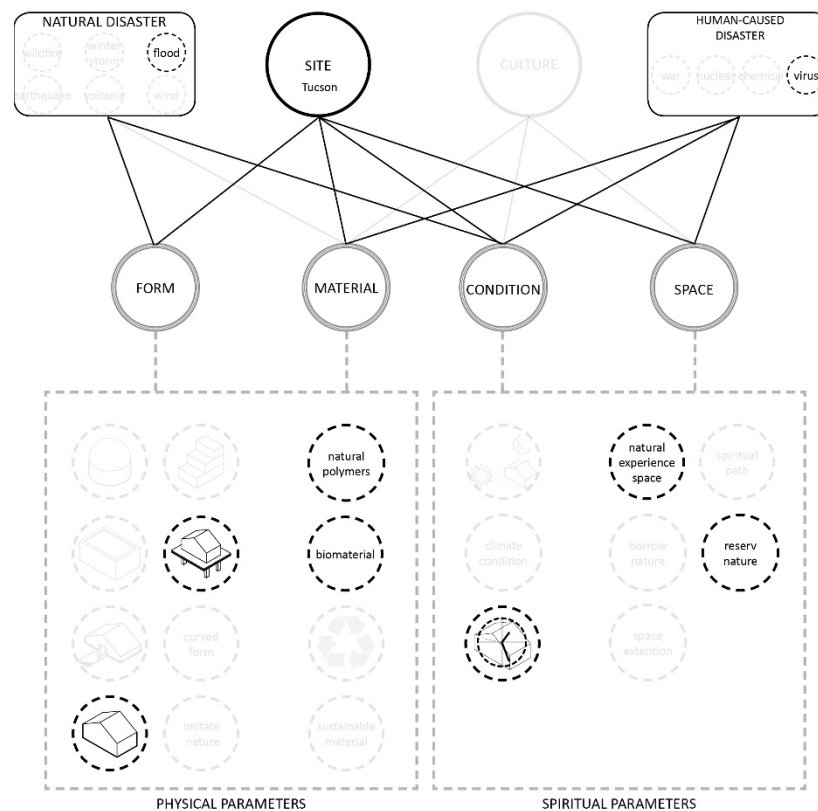 NATURAL DISASTER
wildfire
winter
storm
flood
earthquake
volcanic
wind
SITE
Tucson
CULTURE
HUMAN-CAUSED
DISASTER
war
nuclear
chemical
virus
FORM
MATERIAL
CONDITION
SPACE
natural
polymers
biomaterial
curved
form
imitate
nature
sustainable
material
natural
experience
space
spiritual
path
climate
condition
borrow
nature
reserv
nature
space
extention
PHYSICAL PARAMETERS
SPIRITUAL PARAMETERS